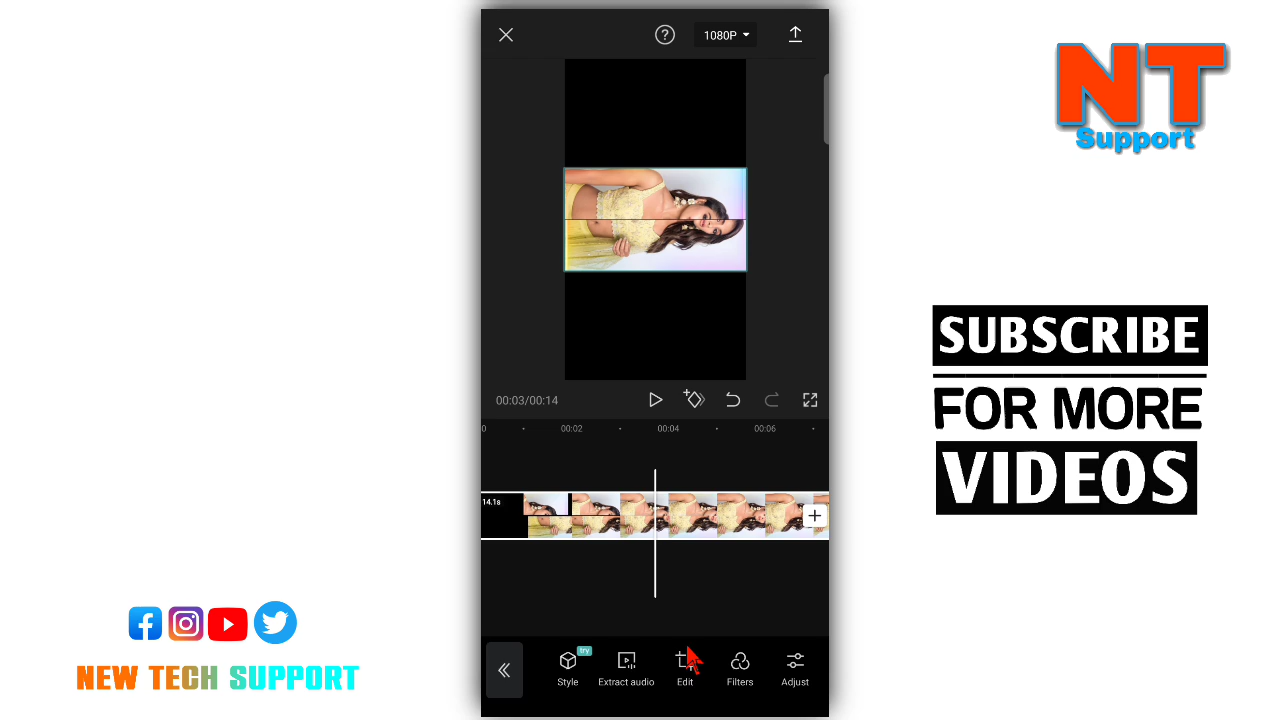 1080P
NT
Support
00:03/00:14
0 00:02 00:04 00:06
14.1s
try
Style Extract audio Edit Filters Adjust
SUBSCRIBE
FOR MORE
VIDEOS
NEW TECH SUPPORT